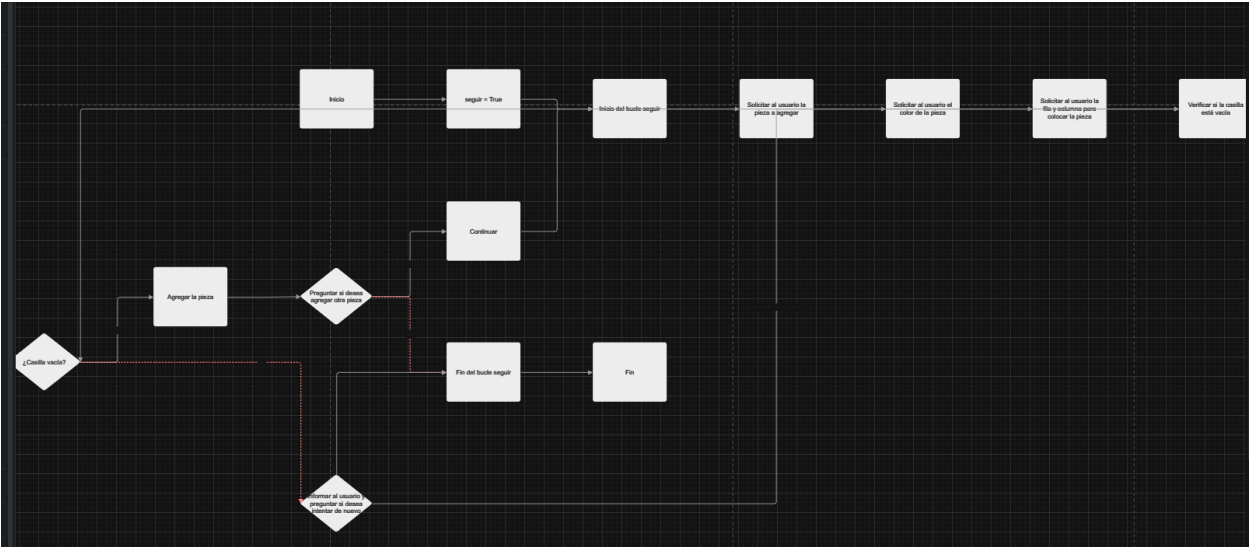 Inicio
seguir = True
Inicio del bucle seguir
Solicitar al usuario la
pieza a agregar
Solicitar al usuario el
color de la pieza
Solicitar al usuario la
fila y columna para
colocar la pieza
Verificar si la casilla
está vacía
Continuar
Agregar la pieza
Preguntar si desea
agregar otra pieza
¿Casilla vacía?
Fin del bucle seguir
Fin
Informar al usuario y
preguntar si desea
intentar de nuevo